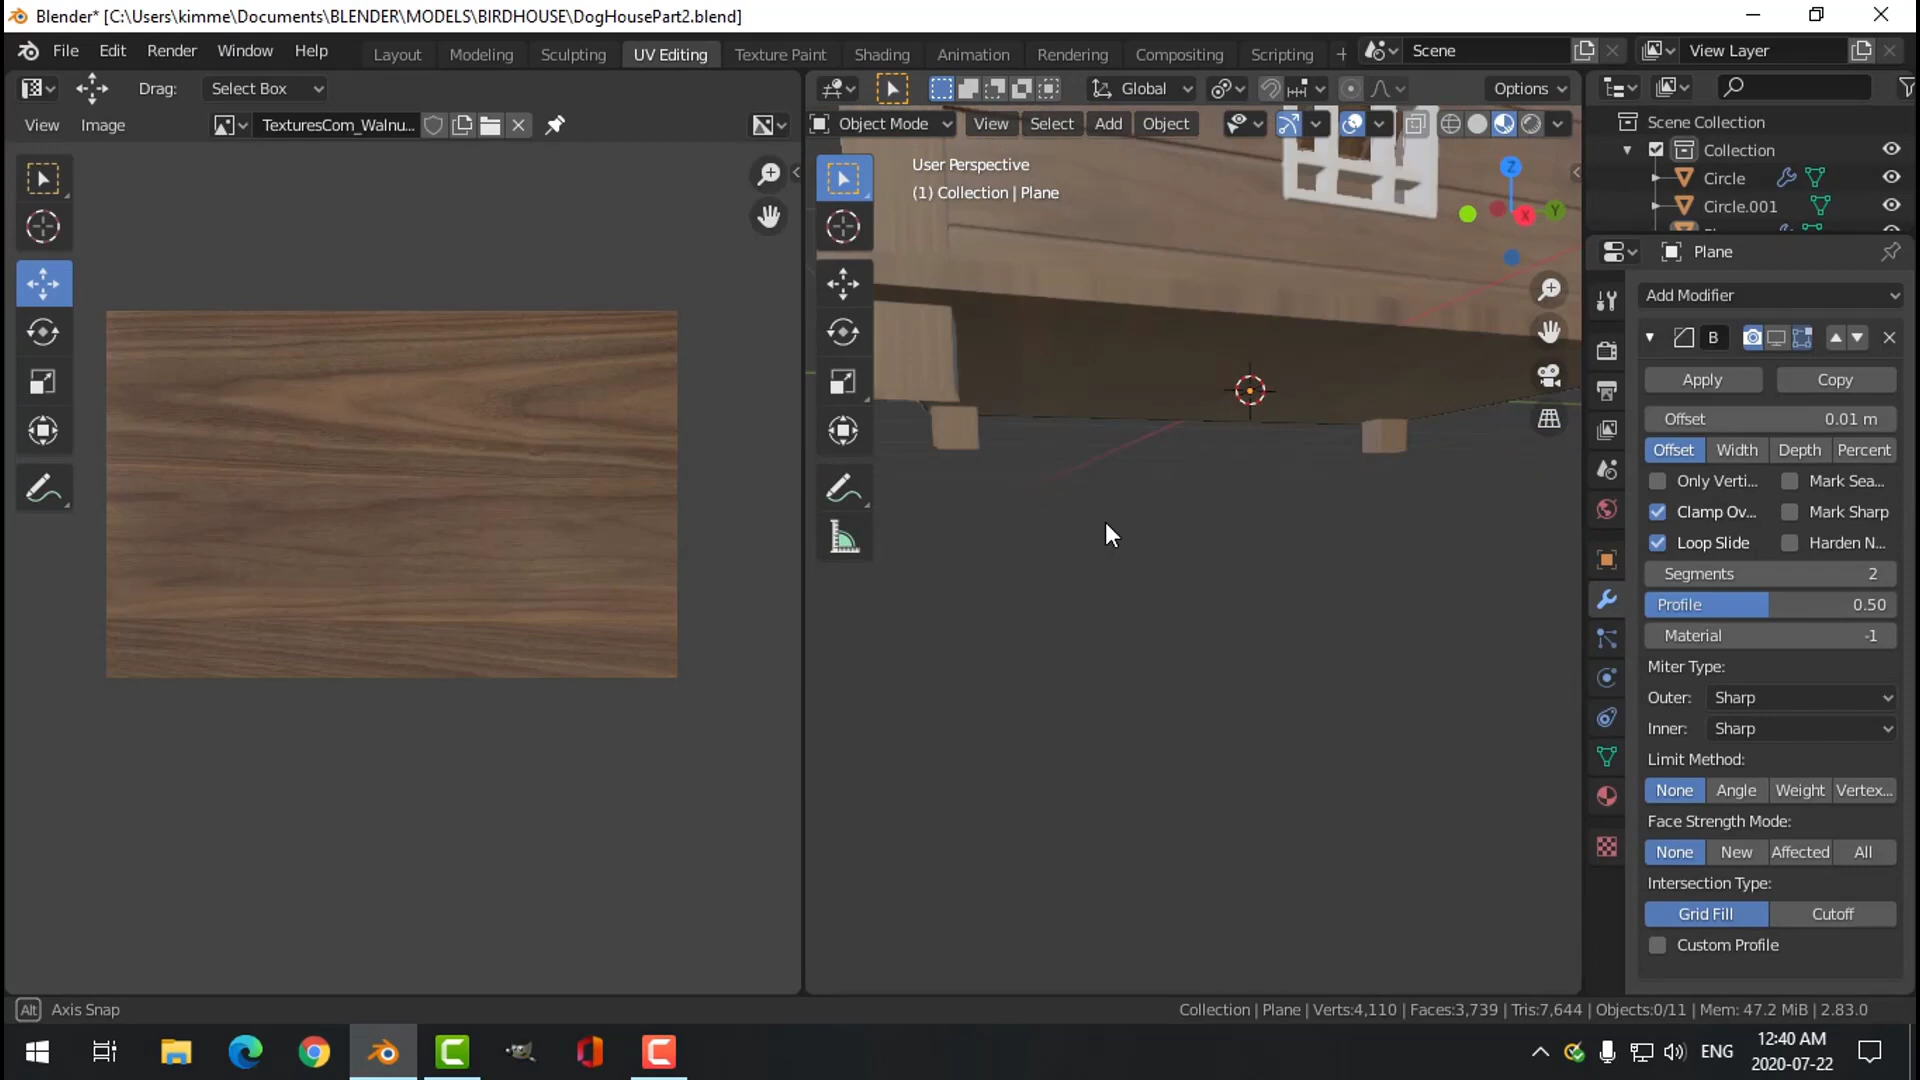 Blender* [C:\Users\kimme\Documents\BLENDER\MODELS\BIRDHOUSE\DogHousePart2.blend]
File Edit Render Window Help
Layout Modeling Sculpting UV Editing Texture Paint Shading Animation Rendering Compositing Scripting +
Scene
View Layer
Drag: Select Box
Global
Options
View Image
TexturesCom_Walnu...
Object Mode View Select Add Object
User Perspective
(1) Collection | Plane
Z
X
Y
Scene Collection
Collection
Circle
Circle.001
Plane
Add Modifier
B
Apply Copy
Offset 0.01 m
Offset Width Depth Percent
Only Verti... Mark Sea...
Clamp Ov... Mark Sharp
Loop Slide Harden N...
Segments 2
Profile 0.50
Material -1
Miter Type:
Outer: Sharp
Inner: Sharp
Limit Method:
None Angle Weight Vertex...
Face Strength Mode:
None New Affected All
Intersection Type:
Grid Fill Cutoff
Custom Profile
Alt Axis Snap
Collection | Plane | Verts:4,110 | Faces:3,739 | Tris:7,644 | Objects:0/11 | Mem: 47.2 MiB | 2.83.0
ENG
12:40 AM
2020-07-22